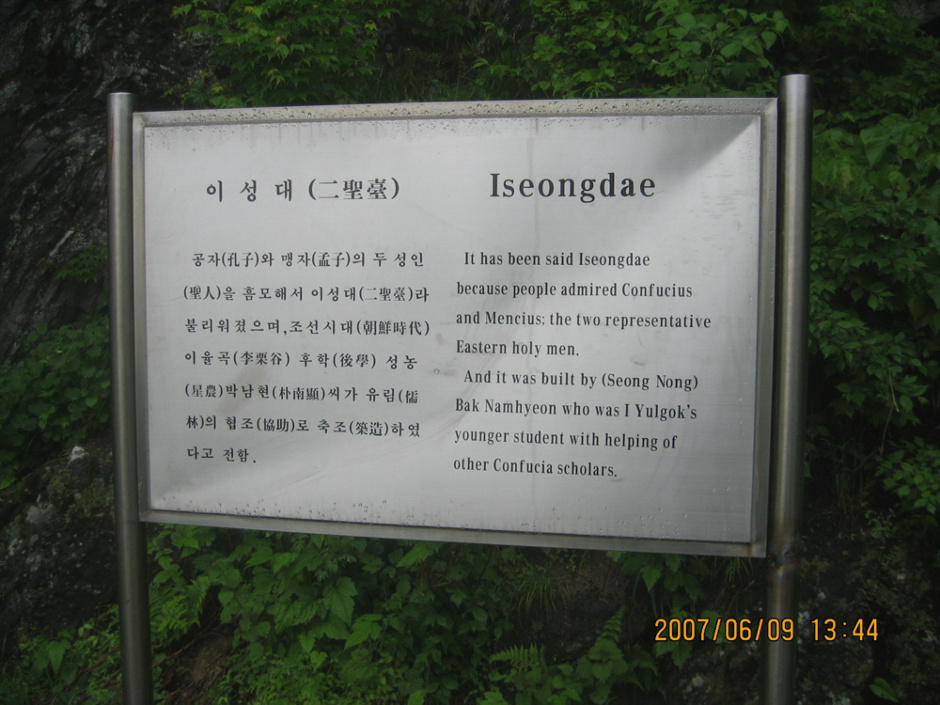 이 성 대 (二聖臺)
공자(孔子)와 맹자(孟子)의 두 성인
(聖人)을 흠모해서 이성대(二聖臺)라
불리워졌으며,조선시대(朝鮮時代)
이율곡(李栗谷) 후학(後學) 성농
(星農)박남현(朴南顯)씨가 유림(儒
林)의 협조(協助)로 축조(築造)하였
다고 전함.
Iseongdae
It has been said Iseongdae
because people admired Confucius
and Mencius; the two representative
Eastern holy men.
And it was built by (Seong Nong)
Bak Namhyeon who was I Yulgok's
younger student with helping of
other Confucia scholars.
2007/06/09 13:44